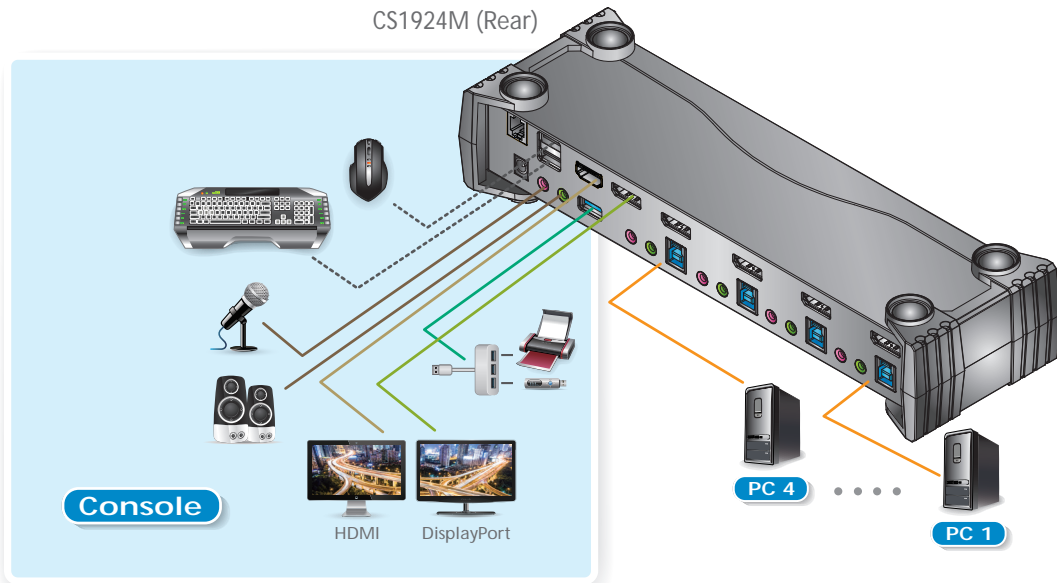 CS1924M (Rear)
Console
HDMI
DisplayPort
PC 4
PC 1